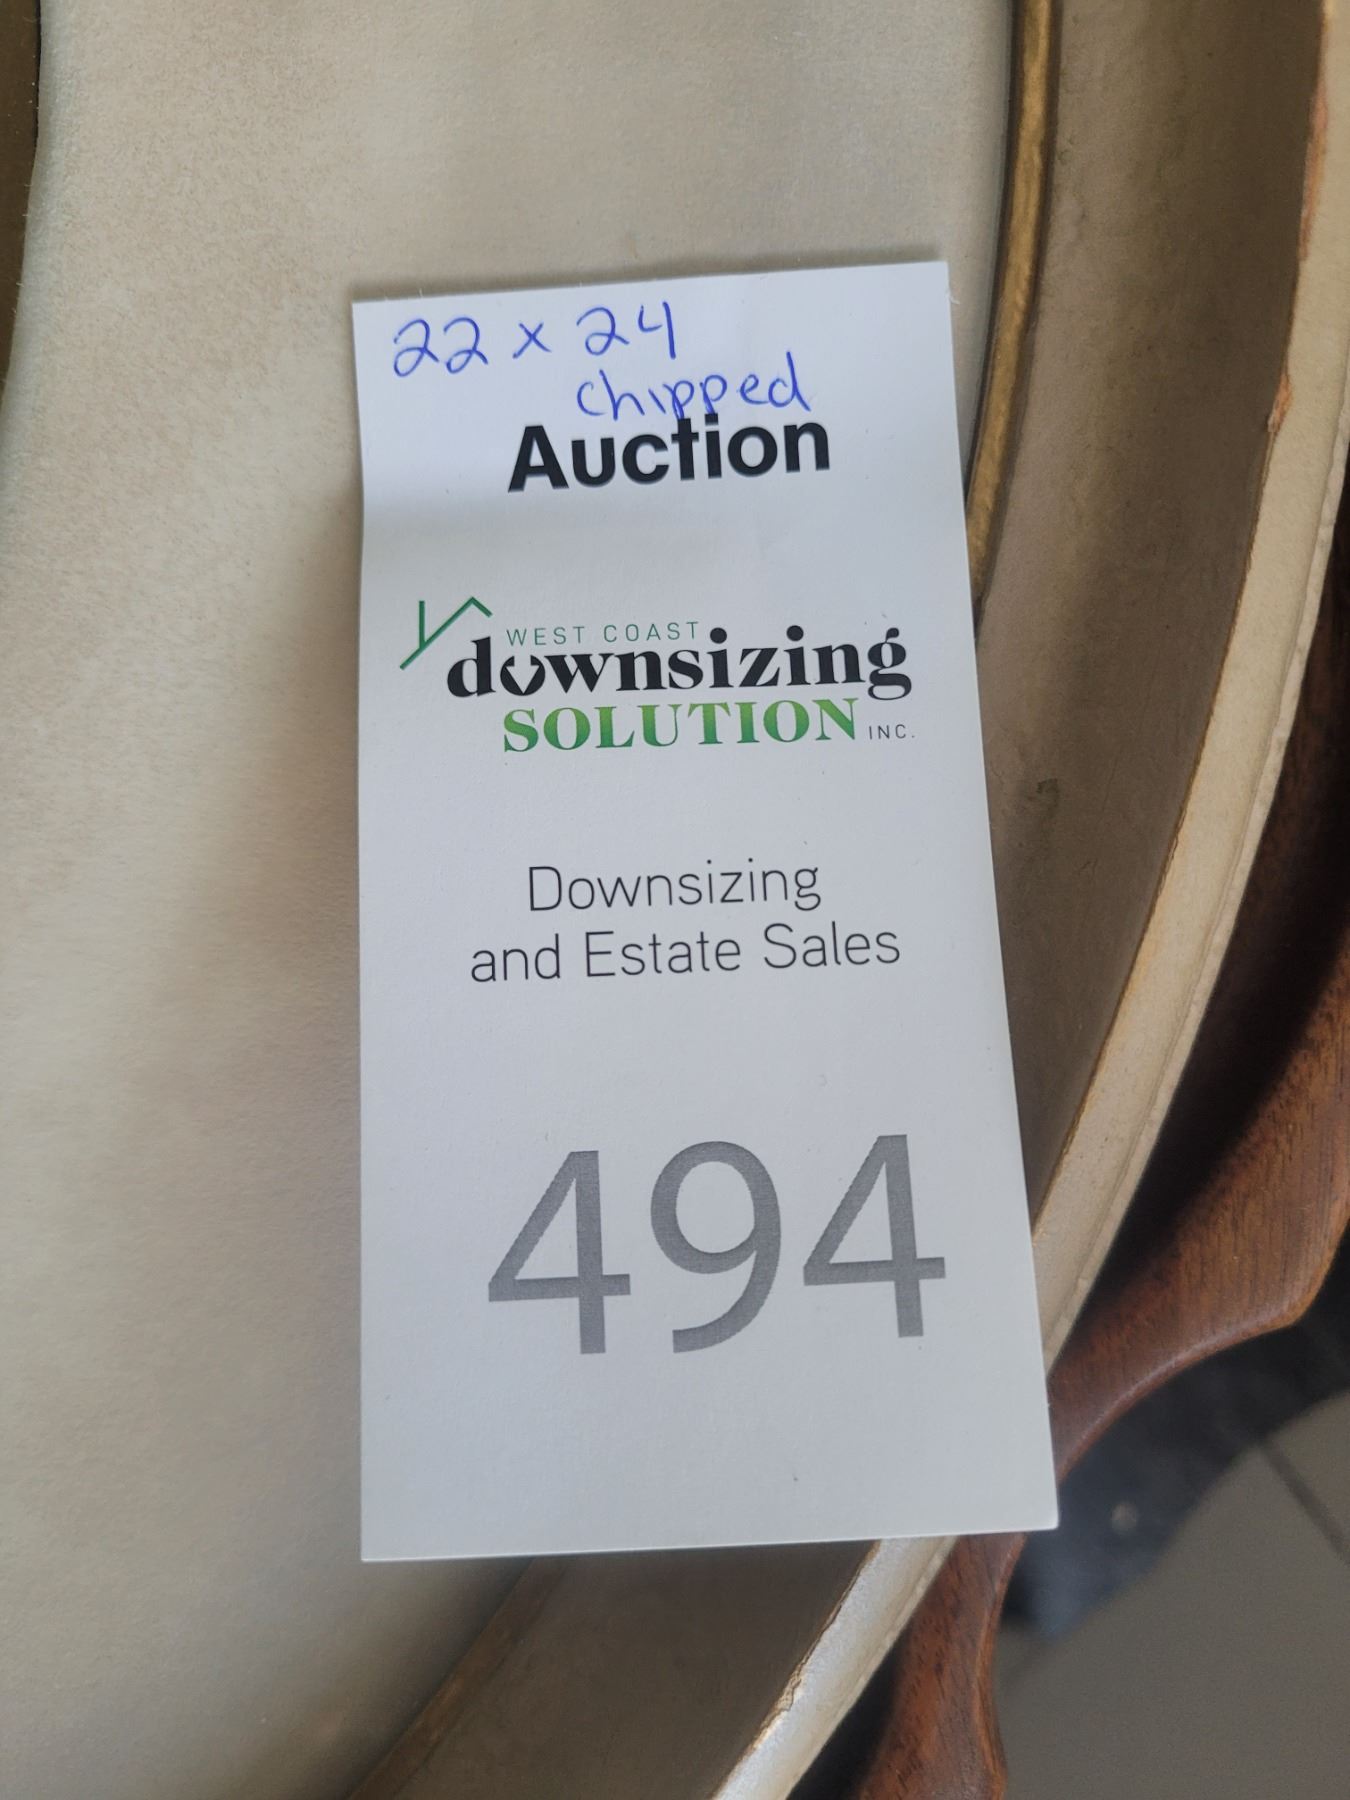 22 x 24
chipped
Auction
WEST COAST
downsizing
SOLUTION INC.
Downsizing
and Estate Sales
494